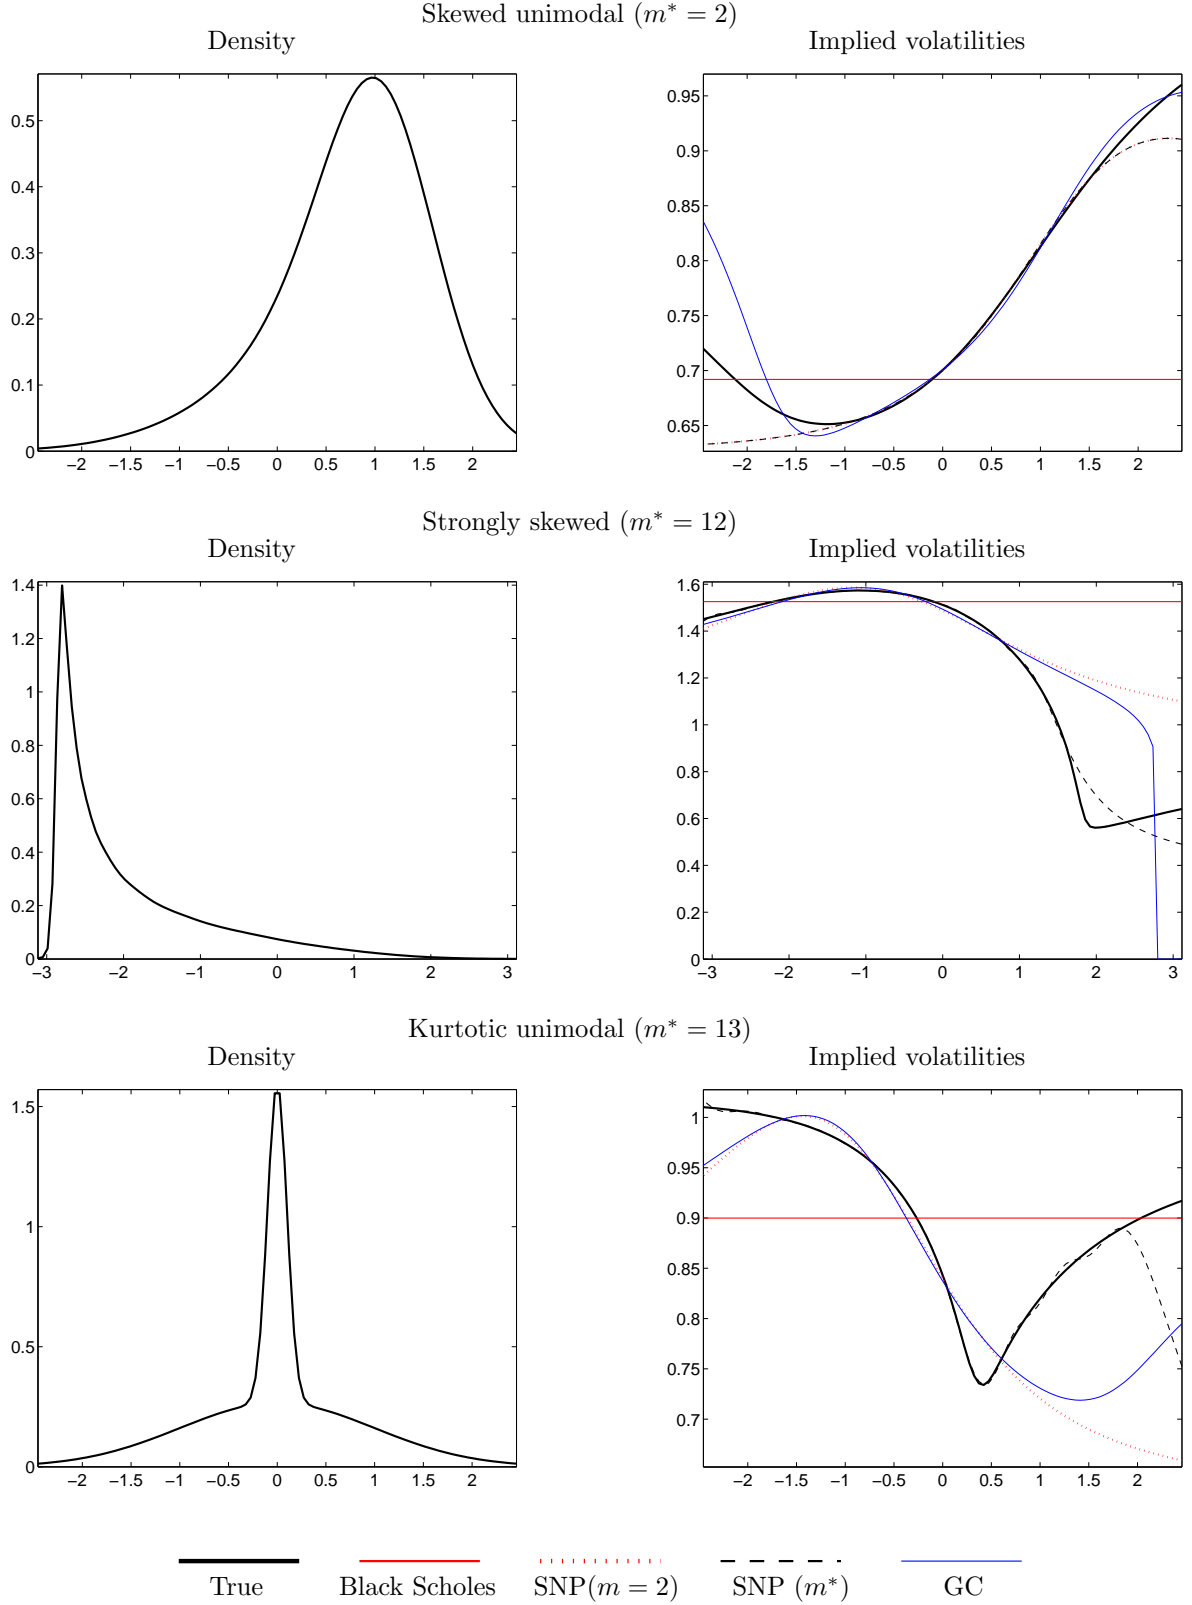 Skewed unimodal (m* = 2)
Density
Implied volatilities
0.5
0.4
0.3
0.2
0.1
0
−2 −1.5 −1 −0.5 0 0.5 1 1.5 2
0.95
0.9
0.85
0.8
0.75
0.7
0.65
−2 −1.5 −1 −0.5 0 0.5 1 1.5 2
Strongly skewed (m* = 12)
Density
Implied volatilities
1.4
1.2
1
0.8
0.6
0.4
0.2
0
−3 −2 −1 0 1 2 3
1.6
1.4
1.2
1
0.8
0.6
0.4
0.2
0
−3 −2 −1 0 1 2 3
Kurtotic unimodal (m* = 13)
Density
Implied volatilities
1.5
1
0.5
0
−2 −1.5 −1 −0.5 0 0.5 1 1.5 2
1
0.95
0.9
0.85
0.8
0.75
0.7
−2 −1.5 −1 −0.5 0 0.5 1 1.5 2
True
Black Scholes
SNP(m = 2)
SNP (m*)
GC